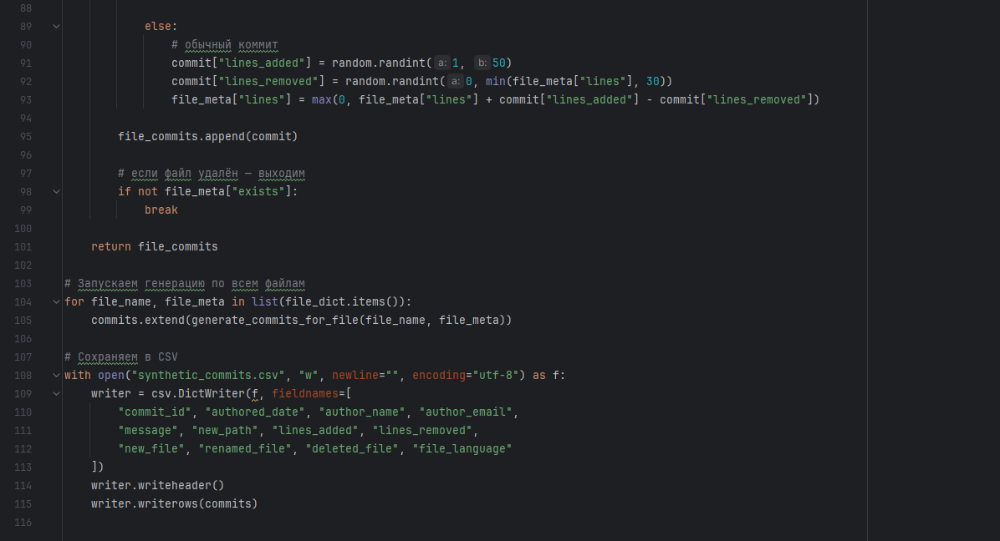 88
89 else:
90 # обычный коммит
91 commit["lines_added"] = random.randint( a: 1, b: 50)
92 commit["lines_removed"] = random.randint( a: 0, min(file_meta["lines"], 30))
93 file_meta["lines"] = max(0, file_meta["lines"] + commit["lines_added"] - commit["lines_removed"])
94
95 file_commits.append(commit)
96
97 # если файл удалён — выходим
98 if not file_meta["exists"]:
99 break
100
101 return file_commits
102
103 # Запускаем генерацию по всем файлам
104 for file_name, file_meta in list(file_dict.items()):
105 commits.extend(generate_commits_for_file(file_name, file_meta))
106
107 # Сохраняем в CSV
108 with open("synthetic_commits.csv", "w", newline="", encoding="utf-8") as f:
109 writer = csv.DictWriter(f, fieldnames=[
110 "commit_id", "authored_date", "author_name", "author_email",
111 "message", "new_path", "lines_added", "lines_removed",
112 "new_file", "renamed_file", "deleted_file", "file_language"
113 ])
114 writer.writeheader()
115 writer.writerows(commits)
116